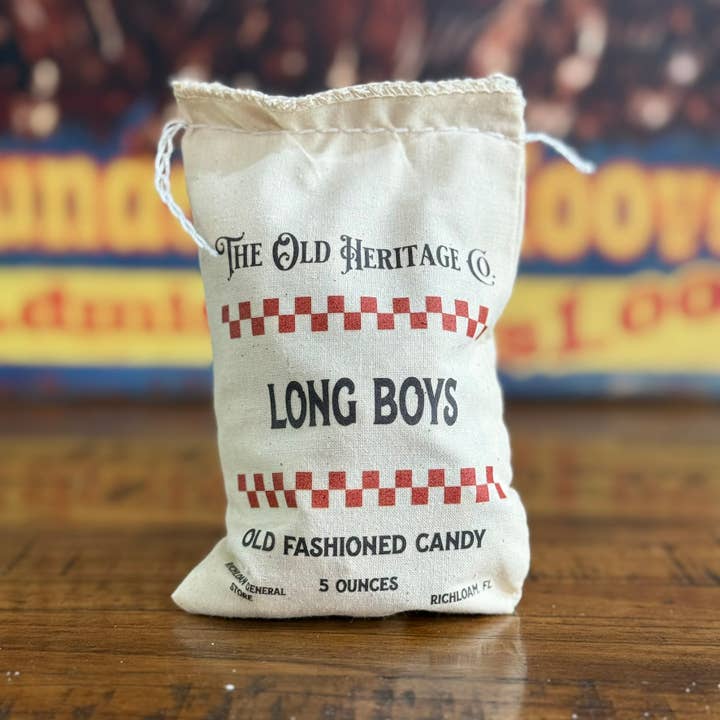 The Old Heritage Co.
LONG BOYS
OLD FASHIONED CANDY
RICHLOAM GENERAL
STORE
5 OUNCES
RICHLOAM, FL